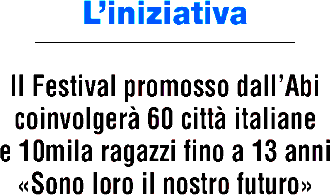 L'iniziativa
Il Festival promosso dall'Abi
coinvolgerà 60 città italiane
e 10mila ragazzi fino a 13 anni
«Sono loro il nostro futuro»